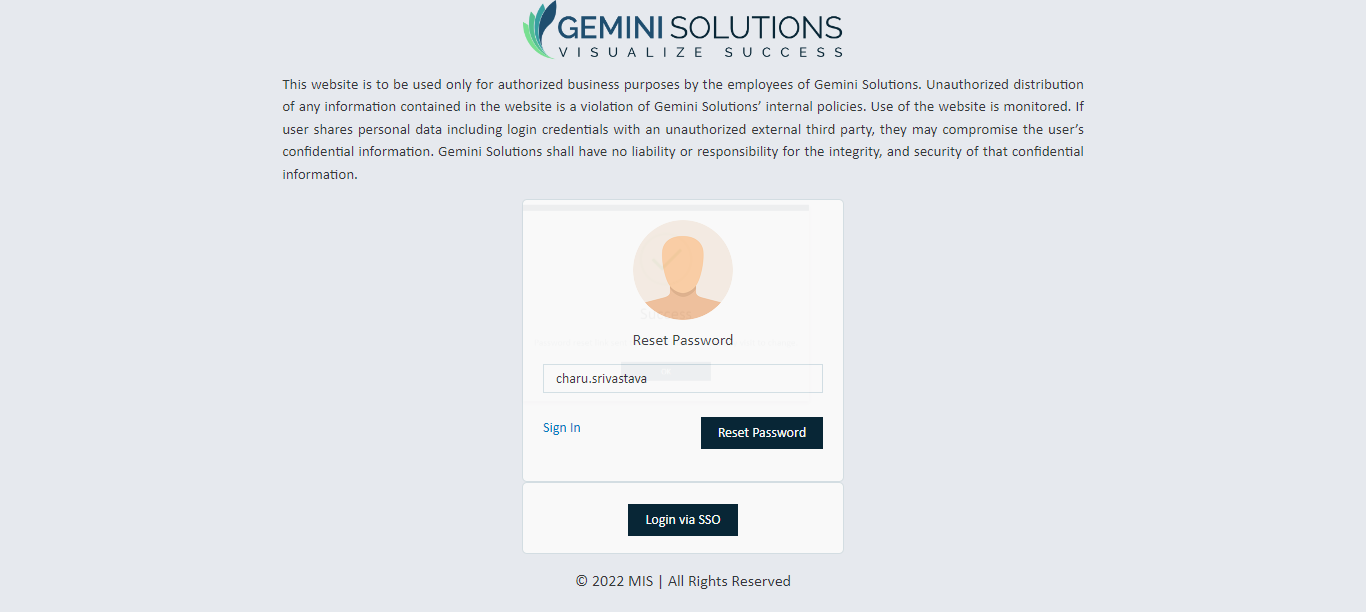 GEMINI SOLUTIONS
VISUALIZE SUCCESS
This website is to be used only for authorized business purposes by the employees of Gemini Solutions. Unauthorized distribution
of any information contained in the website is a violation of Gemini Solutions’ internal policies. Use of the website is monitored. If
user shares personal data including login credentials with an unauthorized external third party, they may compromise the user’s
confidential information. Gemini Solutions shall have no liability or responsibility for the integrity, and security of that confidential
information.
Success
Reset Password
charu.srivastava
Sign In
Reset Password
Login via SSO
© 2022 MIS | All Rights Reserved